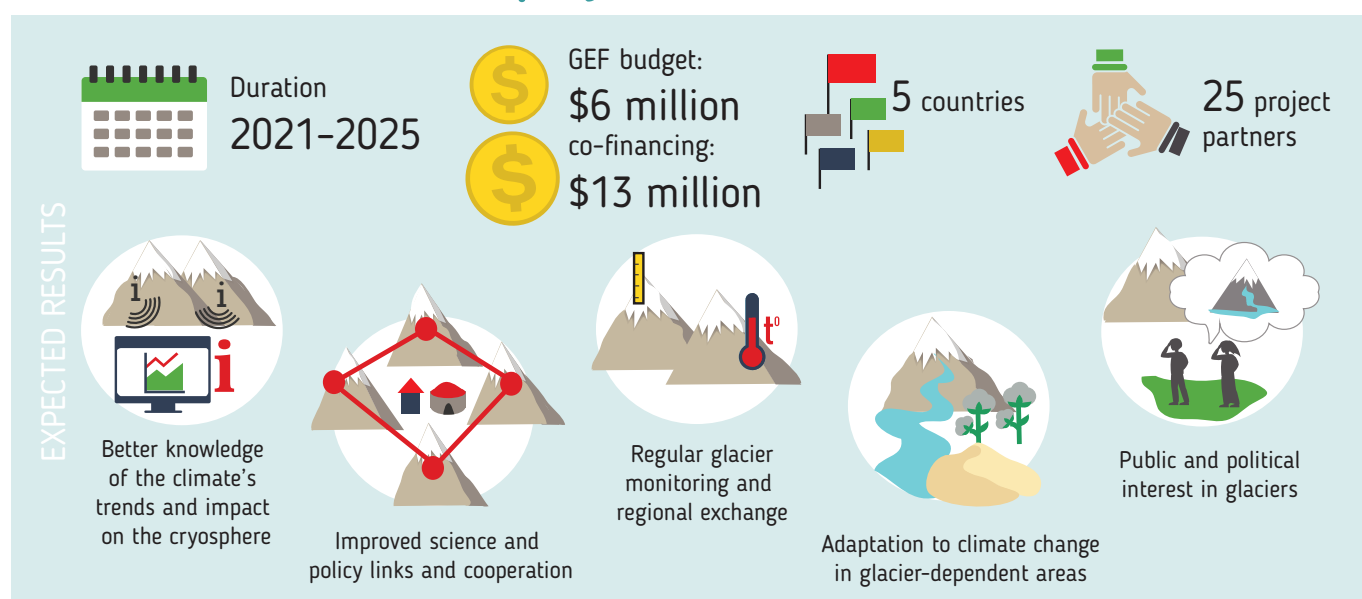 Duration
2021–2025
GEF budget:
$6 million
co-financing:
$13 million
5 countries
25 project
partners
EXPECTED RESULTS
Better knowledge
of the climate's
trends and impact
on the cryosphere
Improved science and
policy links and cooperation
Regular glacier
monitoring and
regional exchange
Adaptation to climate change
in glacier-dependent areas
Public and political
interest in glaciers
$
$
i
i
i
t⁰